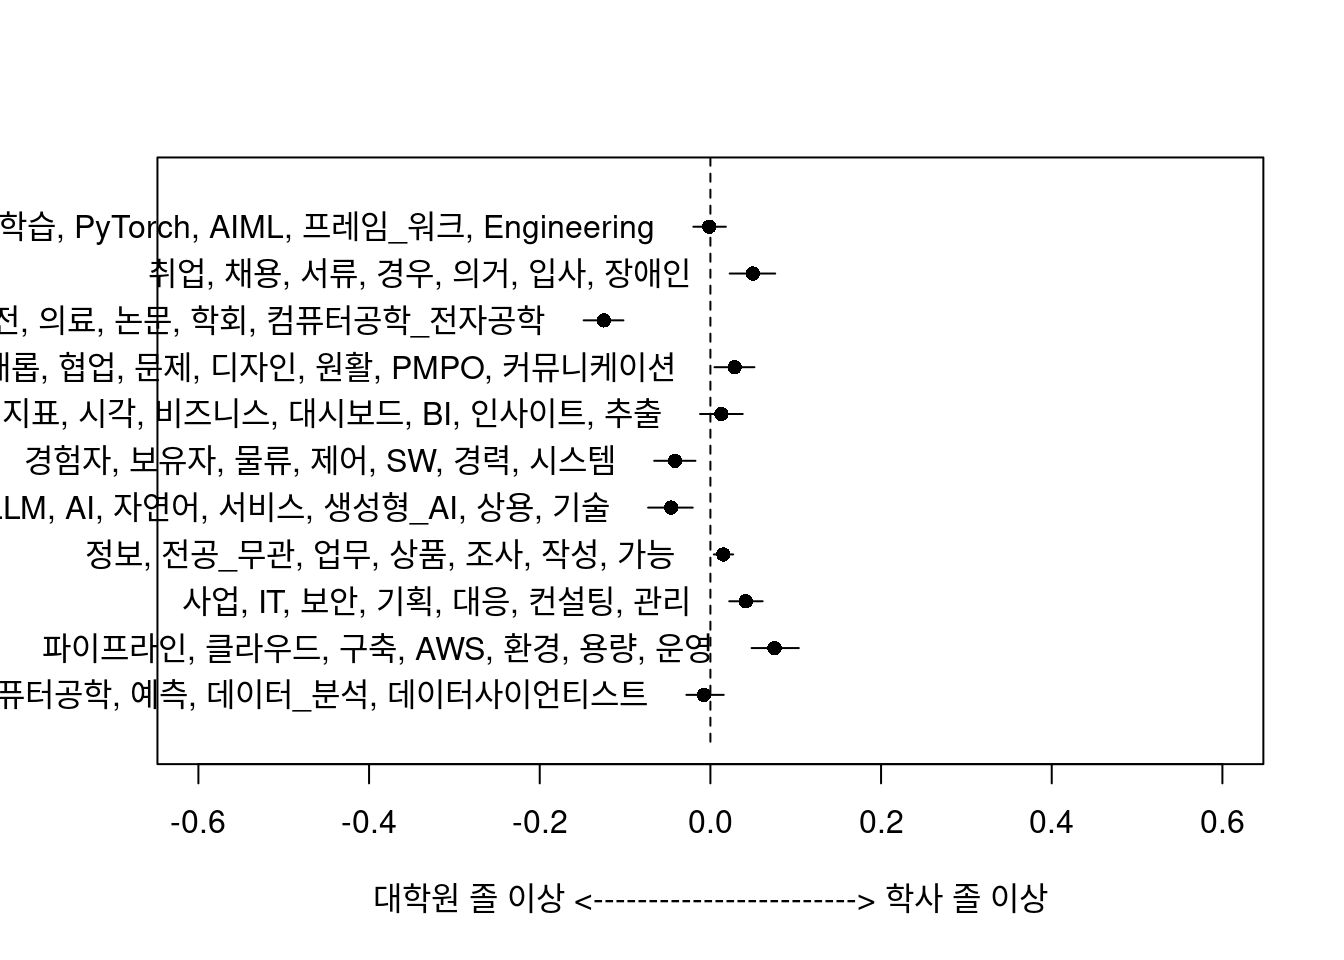 학습, PyTorch, AIML, 프레임_워크, Engineering
취업, 채용, 서류, 경우, 의거, 입사, 장애인
의료, 논문, 학회, 컴퓨터공학_전자공학
협업, 문제, 디자인, 원활, PMPO, 커뮤니케이션
지표, 시각, 비즈니스, 대시보드, BI, 인사이트, 추출
경험자, 보유자, 물류, 제어, SW, 경력, 시스템
AI, 자연어, 서비스, 생성형_AI, 상용, 기술
정보, 전공_무관, 업무, 상품, 조사, 작성, 가능
사업, IT, 보안, 기획, 대응, 컨설팅, 관리
파이프라인, 클라우드, 구축, AWS, 환경, 용량, 운영
예측, 데이터_분석, 데이터사이언티스트
-0.6 -0.4 -0.2 0.0 0.2 0.4 0.6
대학원 졸 이상 <------------------------> 학사 졸 이상